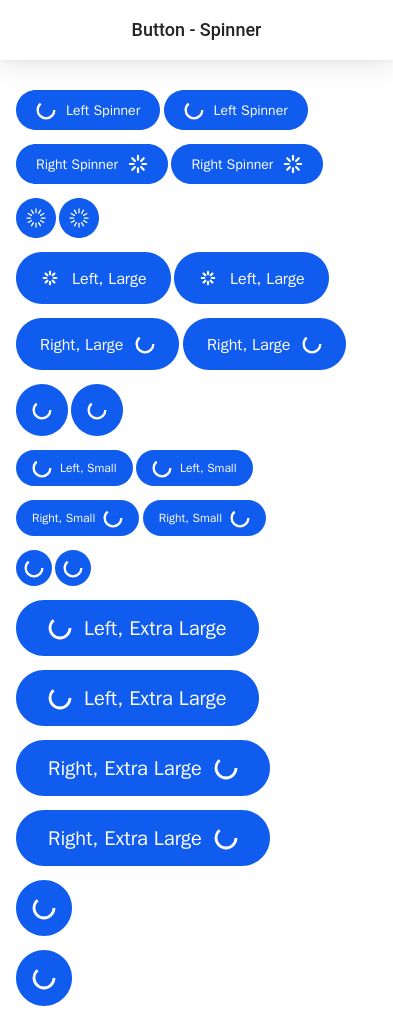 Button - Spinner
Left Spinner Left Spinner
Right Spinner Right Spinner
Left, Large Left, Large
Right, Large Right, Large
Left, Small Left, Small
Right, Small Right, Small
Left, Extra Large
Left, Extra Large
Right, Extra Large
Right, Extra Large